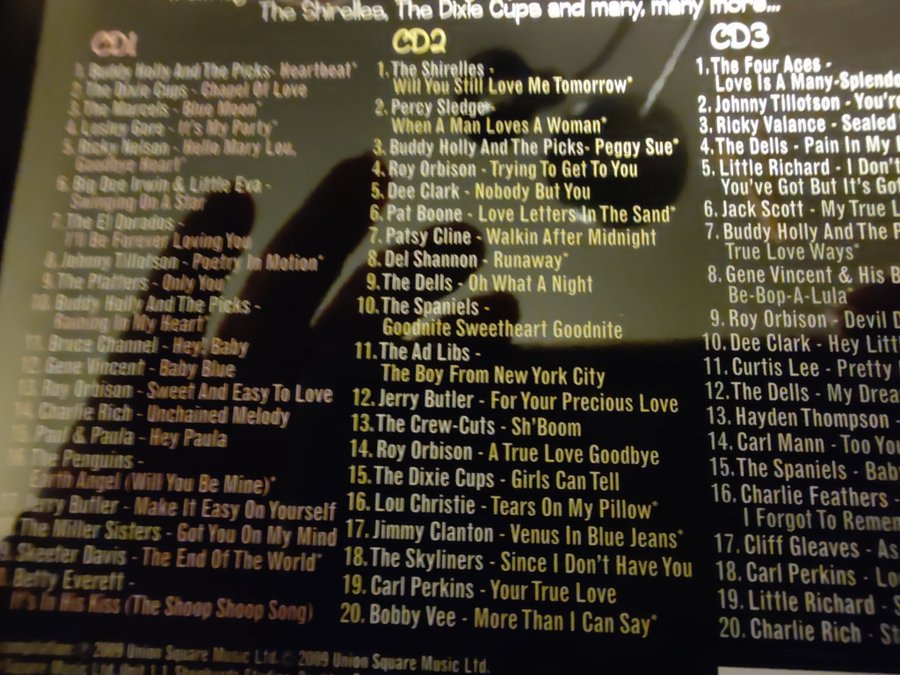 The Shirelles, The Dixie Cups and many, many more...
CD1
1. Buddy Holly And The Picks- Heartbeat*
2. The Dixie Cups - Chapel Of Love
3. The Marcels - Blue Moon*
4. Lesley Gore - It's My Party*
5. Ricky Nelson - Hello Mary Lou,
Goodbye Heart*
6. Big Dee Irwin & Little Eva -
Swinging On A Star
7. The El Dorados -
I'll Be Forever Loving You
8. Johnny Tillotson - Poetry In Motion*
9. The Platters - Only You*
10. Buddy Holly And The Picks -
Raining In My Heart*
11. Bruce Channel - Hey! Baby
12. Gene Vincent - Baby Blue
13. Roy Orbison - Sweet And Easy To Love
14. Charlie Rich - Unchained Melody
15. Paul & Paula - Hey Paula
The Penguins -
Earth Angel (Will You Be Mine)*
Jerry Butler - Make It Easy On Yourself
The Miller Sisters - Got You On My Mind
Skeeter Davis - The End Of The World*
Betty Everett -
It's In His Kiss (The Shoop Shoop Song)
CD2
1. The Shirelles -
Will You Still Love Me Tomorrow*
2. Percy Sledge -
When A Man Loves A Woman*
3. Buddy Holly And The Picks- Peggy Sue*
4. Roy Orbison - Trying To Get To You
5. Dee Clark - Nobody But You
6. Pat Boone - Love Letters In The Sand*
7. Patsy Cline - Walkin After Midnight
8. Del Shannon - Runaway*
9. The Dells - Oh What A Night
10. The Spaniels -
Goodnite Sweetheart Goodnite
11. The Ad Libs -
The Boy From New York City
12. Jerry Butler - For Your Precious Love
13. The Crew-Cuts - Sh'Boom
14. Roy Orbison - A True Love Goodbye
15. The Dixie Cups - Girls Can Tell
16. Lou Christie - Tears On My Pillow*
17. Jimmy Clanton - Venus In Blue Jeans*
18. The Skyliners - Since I Don't Have You
19. Carl Perkins - Your True Love
20. Bobby Vee - More Than I Can Say*
CD3
1. The Four Aces -
Love Is A Many-Splendo
2. Johnny Tillotson - You're
3. Ricky Valance - Sealed
4. The Dells - Pain In My
5. Little Richard - I Don't
You've Got But It's Got
6. Jack Scott - My True L
7. Buddy Holly And The P
True Love Ways*
8. Gene Vincent & His B
Be-Bop-A-Lula*
9. Roy Orbison - Devil D
10. Dee Clark - Hey Litt
11. Curtis Lee - Pretty
12. The Dells - My Drea
13. Hayden Thompson -
14. Carl Mann - Too You
15. The Spaniels - Bab
16. Charlie Feathers -
I Forgot To Remem
17. Cliff Gleaves - As
18. Carl Perkins - Lo
19. Little Richard - S
20. Charlie Rich - St
℗ 2009 Union Square Music Ltd. © 2009 Union Square Music Ltd.
Square Music Ltd, Unit 1.1